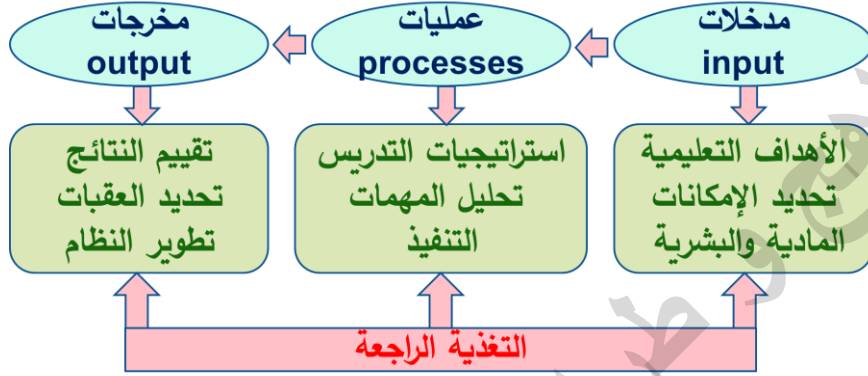 مدخلات
input
عمليات
processes
مخرجات
output
الأهداف التعليمية
تحديد الإمكانات
المادية والبشرية
استراتيجيات التدريس
تحليل المهمات
التنفيذ
تقييم النتائج
تحديد العقبات
تطوير النظام
التغذية الراجعة